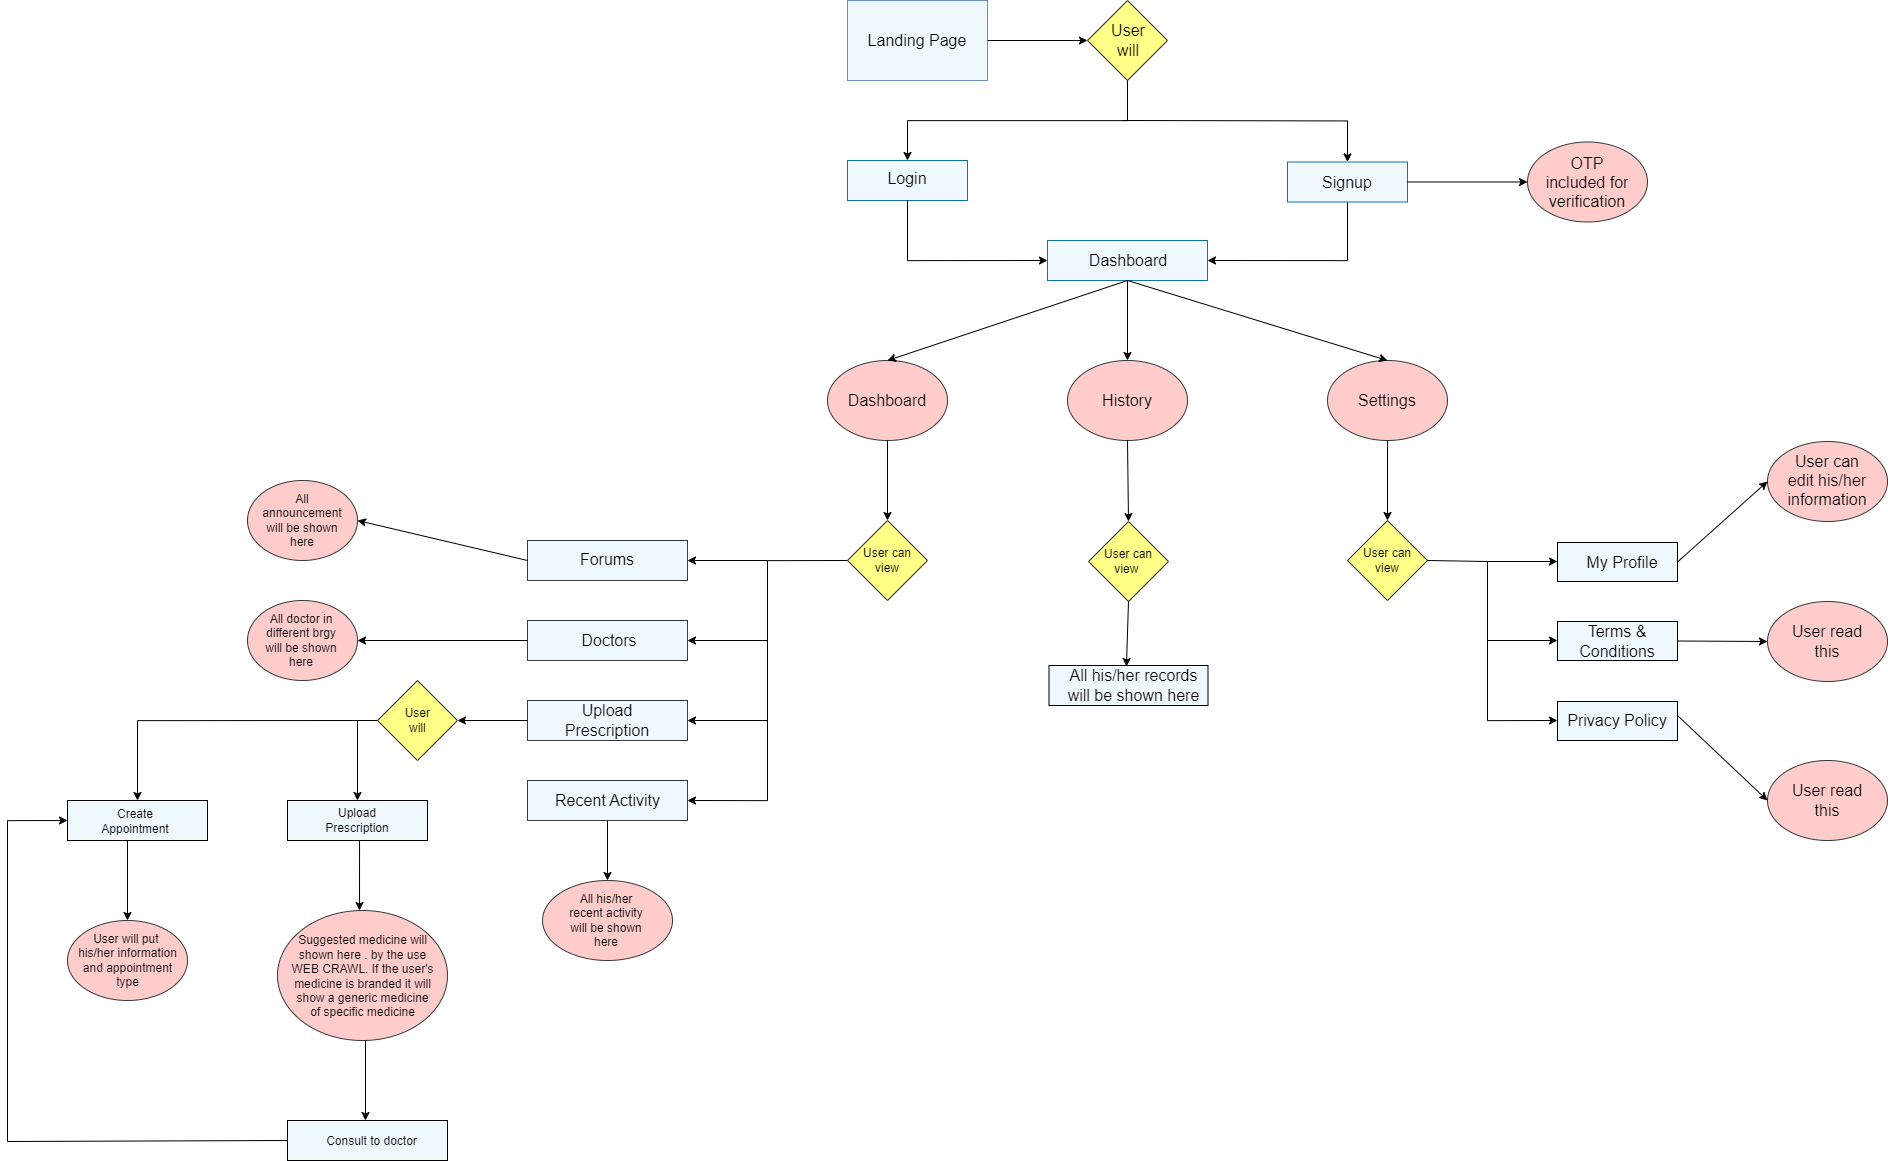 Landing Page
User
will
Login
Signup
OTP
included for
verification
Dashboard
Dashboard
History
Settings
User can
edit his/her
information
All
announcement
will be shown
here
Forums
User can
view
User can
view
User can
view
My Profile
All doctor in
different brgy
will be shown
here
Doctors
Terms &
Conditions
User read
this
All his/her records
will be shown here
User
will
Upload
Prescription
Privacy Policy
Create
Appointment
Upload
Prescription
Recent Activity
User read
this
User will put
his/her information
and appointment
type
Suggested medicine will
shown here . by the use
WEB CRAWL. If the user's
medicine is branded it will
show a generic medicine
of specific medicine
All his/her
recent activity
will be shown
here
Consult to doctor